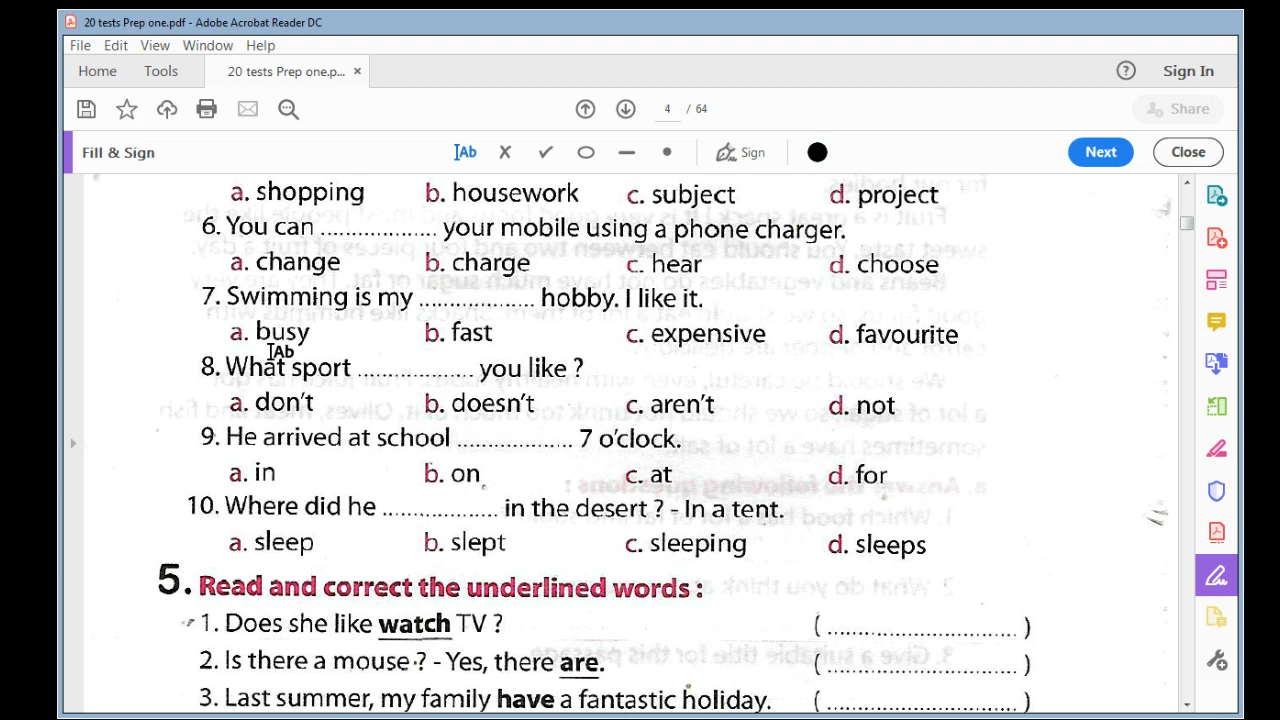 20 tests Prep one.pdf - Adobe Acrobat Reader DC
File Edit View Window Help
Home Tools 20 tests Prep one.p... × ? Sign In
4 / 64 Share
Fill & Sign IAb Sign Next Close
a. shopping b. housework c. subject d. project
6. You can .................. your mobile using a phone charger.
a. change b. charge c. hear d. choose
7. Swimming is my .................. hobby. I like it.
a. busy b. fast c. expensive d. favourite
IAb
8. What sport .................. you like ?
a. don't b. doesn't c. aren't d. not
9. He arrived at school .................. 7 o'clock.
a. in b. on c. at d. for
10. Where did he .................. in the desert ? - In a tent.
a. sleep b. slept c. sleeping d. sleeps
5. Read and correct the underlined words :
1. Does she like watch TV ? (..............................)
2. Is there a mouse ? - Yes, there are. (..............................)
3. Last summer, my family have a fantastic holiday. (..............................)